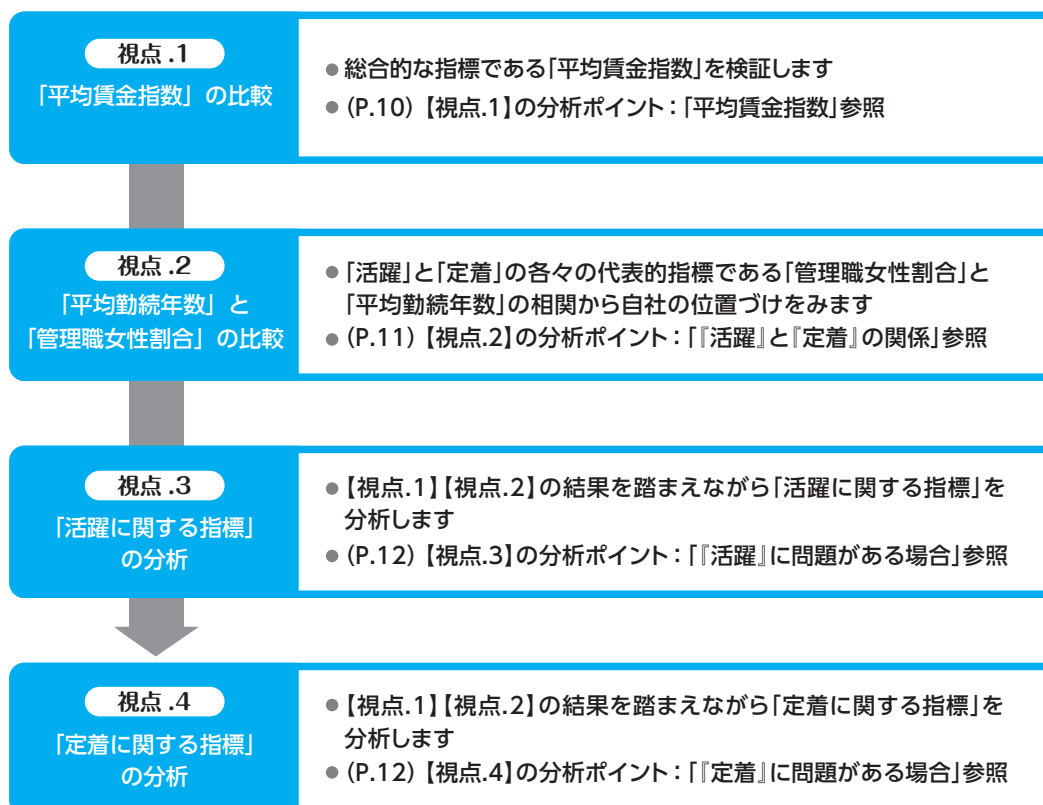 視点.1
「平均賃金指数」の比較
●総合的な指標である「平均賃金指数」を検証します
●(P.10)【視点.1】の分析ポイント：「平均賃金指数」参照
視点.2
「平均勤続年数」と
「管理職女性割合」の比較
●「活躍」と「定着」の各々の代表的指標である「管理職女性割合」と
「平均勤続年数」の相関から自社の位置づけをみます
●(P.11)【視点.2】の分析ポイント：「『活躍』と『定着』の関係」参照
視点.3
「活躍に関する指標」
の分析
●【視点.1】【視点.2】の結果を踏まえながら「活躍に関する指標」を
分析します
●(P.12)【視点.3】の分析ポイント：「『活躍』に問題がある場合」参照
視点.4
「定着に関する指標」
の分析
●【視点.1】【視点.2】の結果を踏まえながら「定着に関する指標」を
分析します
●(P.12)【視点.4】の分析ポイント：「『定着』に問題がある場合」参照